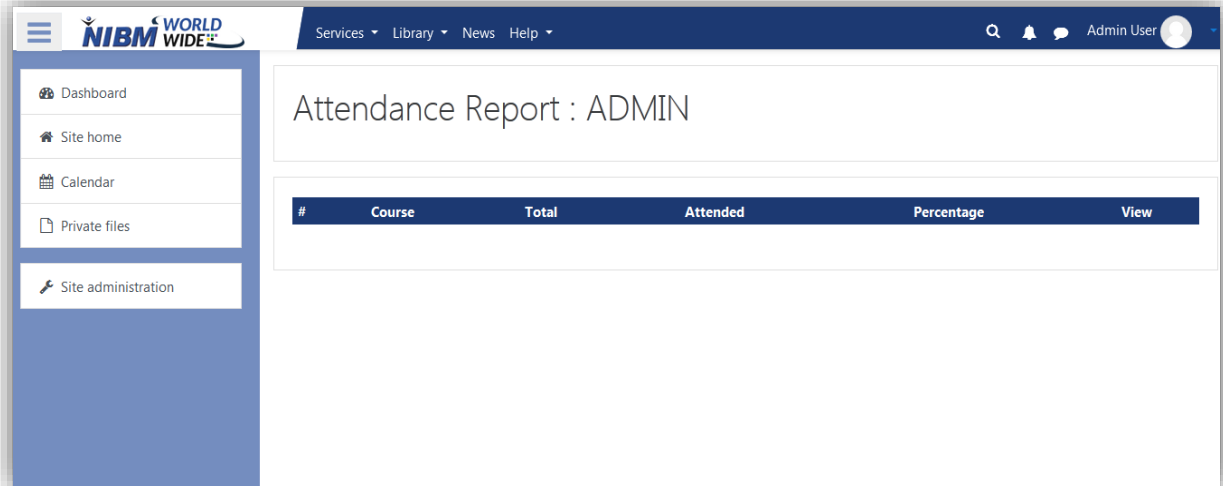 NIBM WORLD WIDE
Services Library News Help Admin User
Dashboard
Site home
Calendar
Private files
Site administration
Attendance Report : ADMIN
# Course Total Attended Percentage View